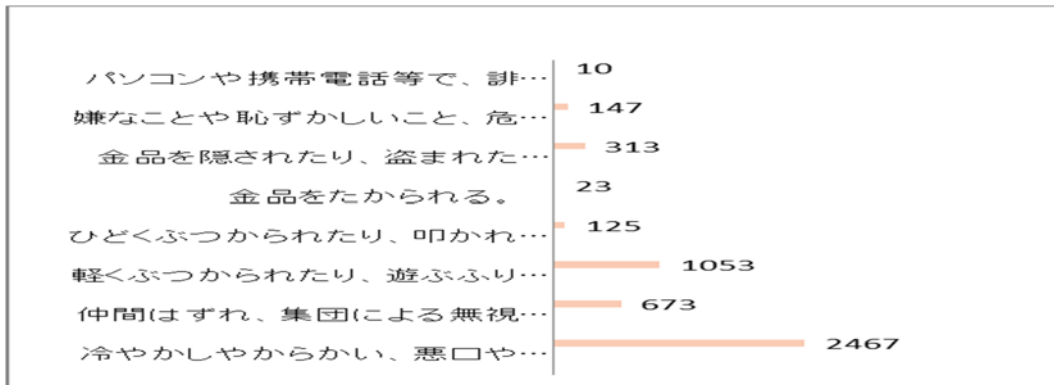 パソコンや携帯電話等で、誹… 10
嫌なことや恥ずかしいこと、危… 147
金品を隠されたり、盗まれた… 313
金品をたかられる。 23
ひどくぶつかられたり、叩かれ… 125
軽くぶつかられたり、遊ぶふり… 1053
仲間はずれ、集団による無視… 673
冷やかしやからかい、悪口や… 2467